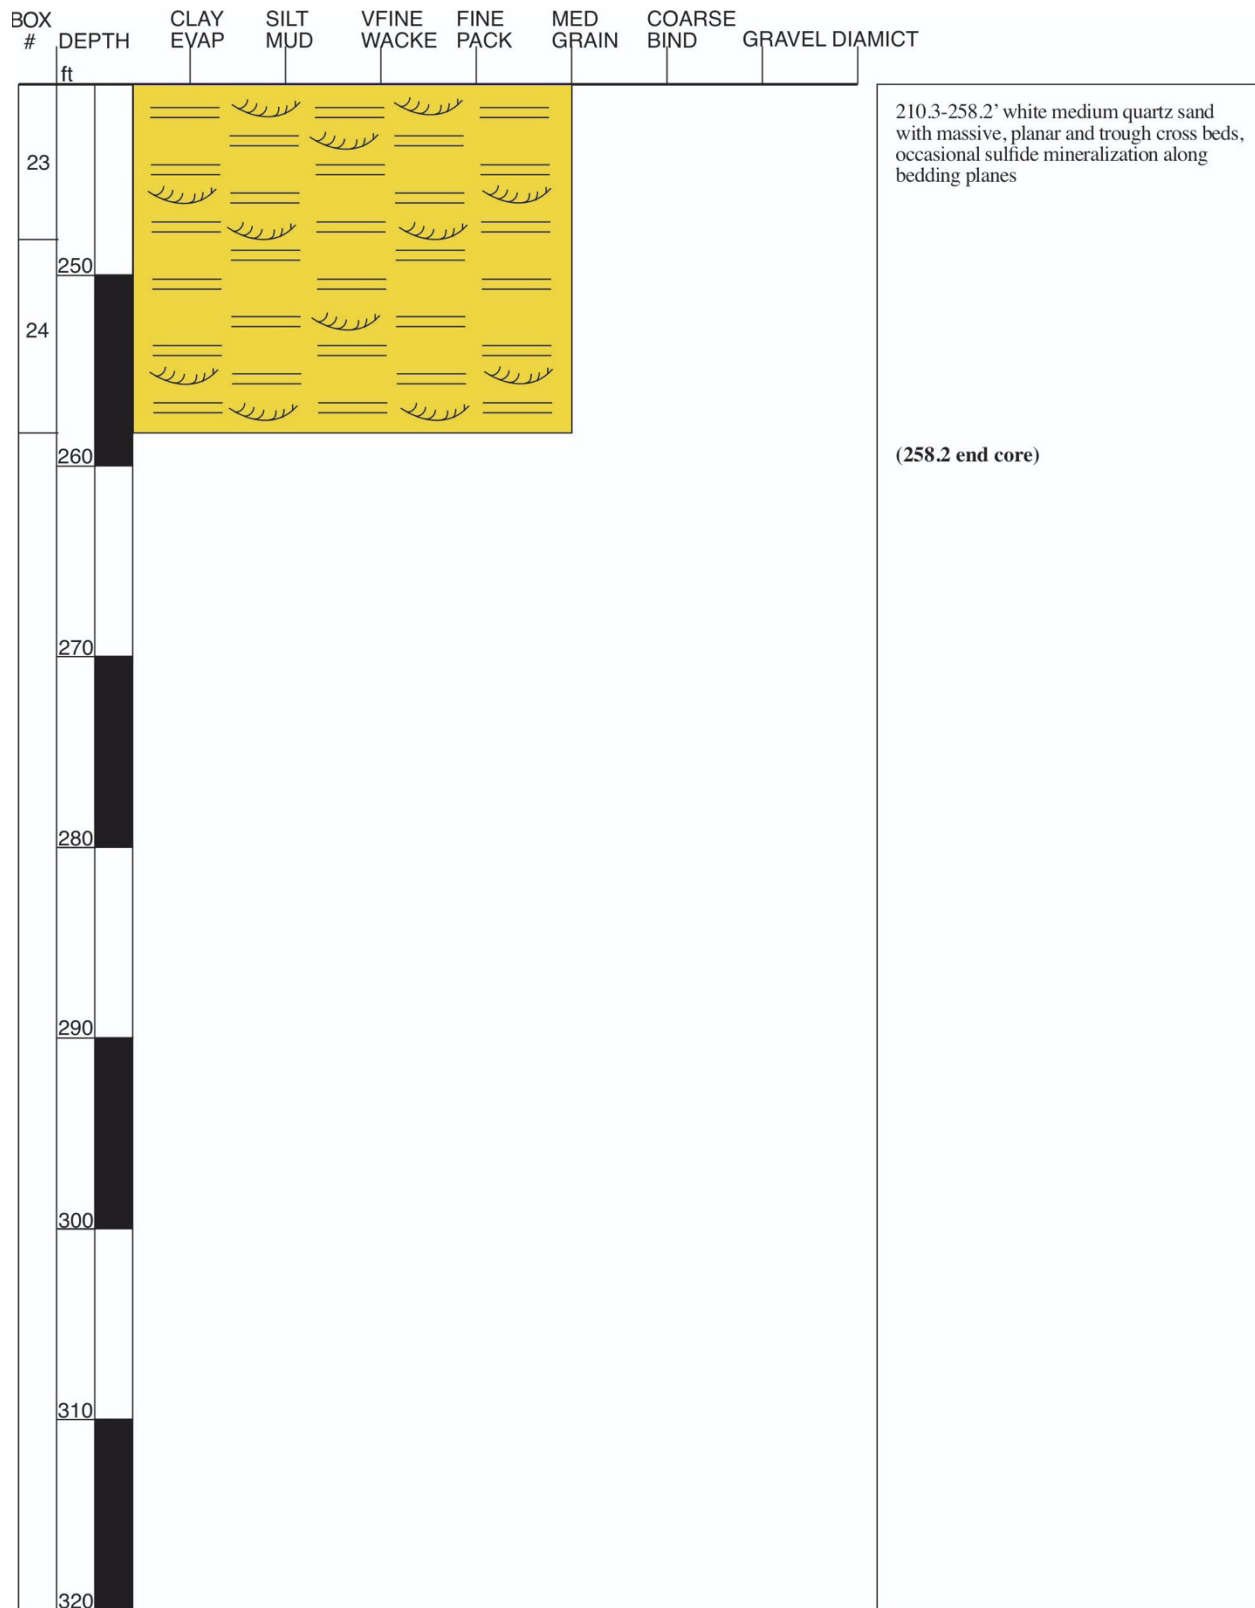 BOX CLAY SILT VFINE FINE MED COARSE
# DEPTH EVAP MUD WACKE PACK GRAIN BIND GRAVEL DIAMICT
ft
210.3-258.2’ white medium quartz sand
with massive, planar and trough cross beds,
occasional sulfide mineralization along
bedding planes
23
250
24
260
(258.2 end core)
270
280
290
300
310
320